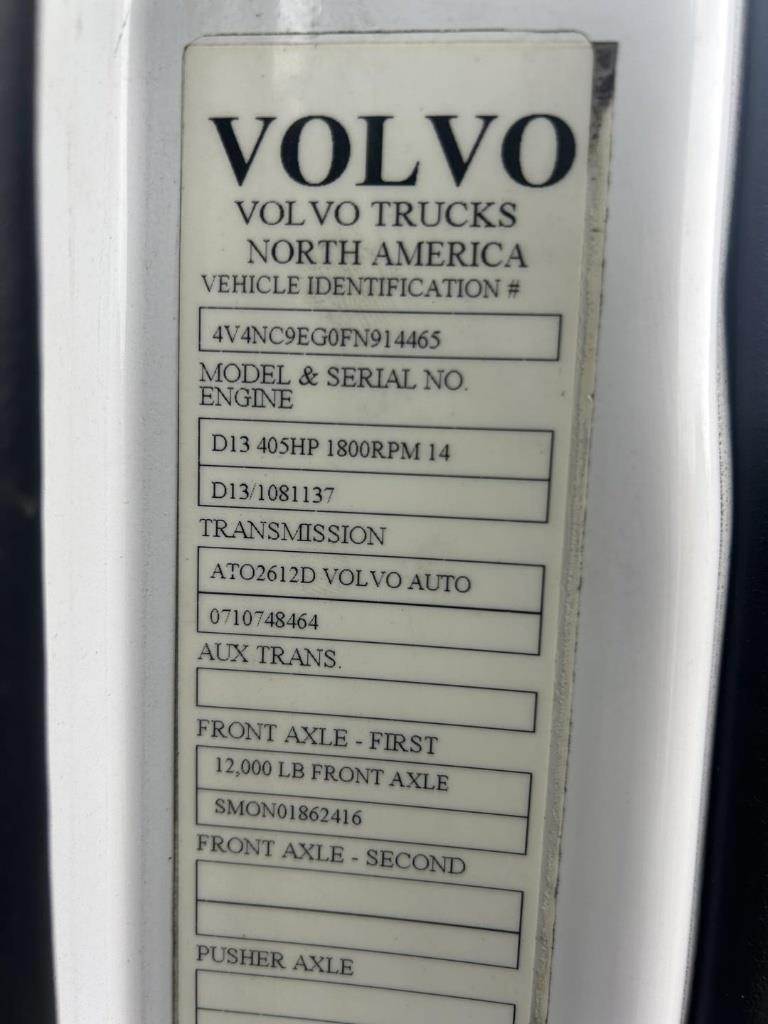 VOLVO
VOLVO TRUCKS
NORTH AMERICA
VEHICLE IDENTIFICATION #
4V4NC9EG0FN914465
MODEL & SERIAL NO.
ENGINE
D13 405HP 1800RPM 14
D13/1081137
TRANSMISSION
ATO2612D VOLVO AUTO
0710748464
AUX TRANS.
FRONT AXLE - FIRST
12,000 LB FRONT AXLE
SMON01862416
FRONT AXLE - SECOND
PUSHER AXLE